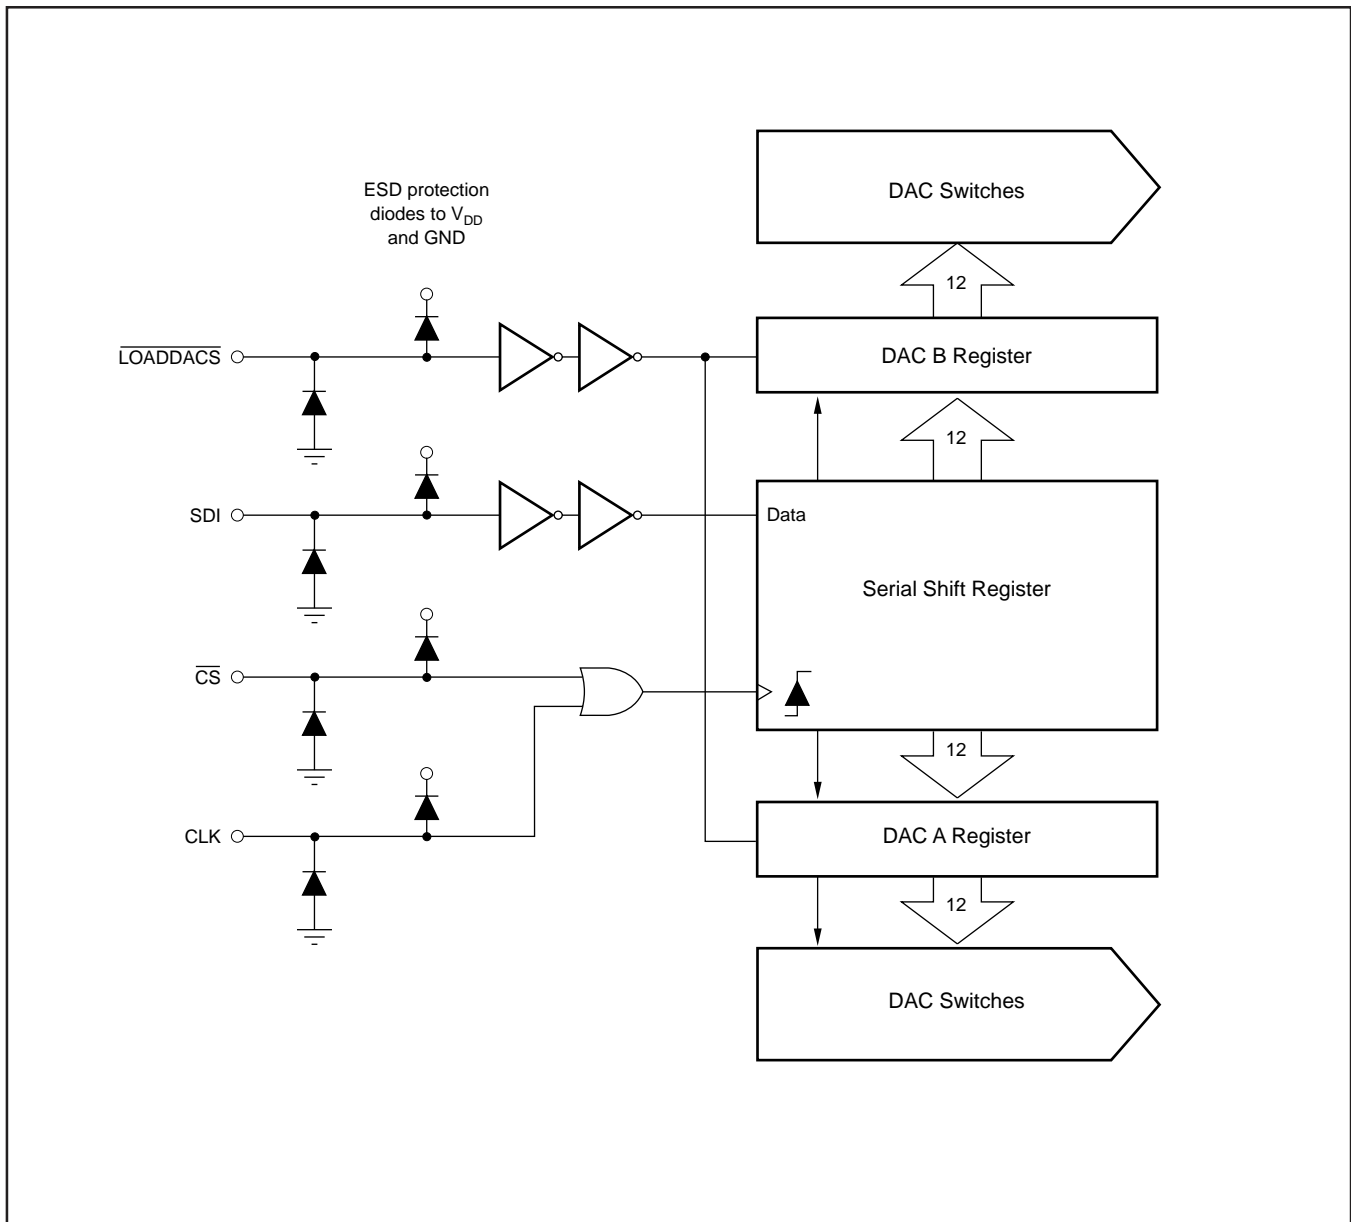 DAC Switches
ESD protection
diodes to VDD
and GND
12
LOADDACS
DAC B Register
12
SDI
Data
Serial Shift Register
CS
12
CLK
DAC A Register
12
DAC Switches